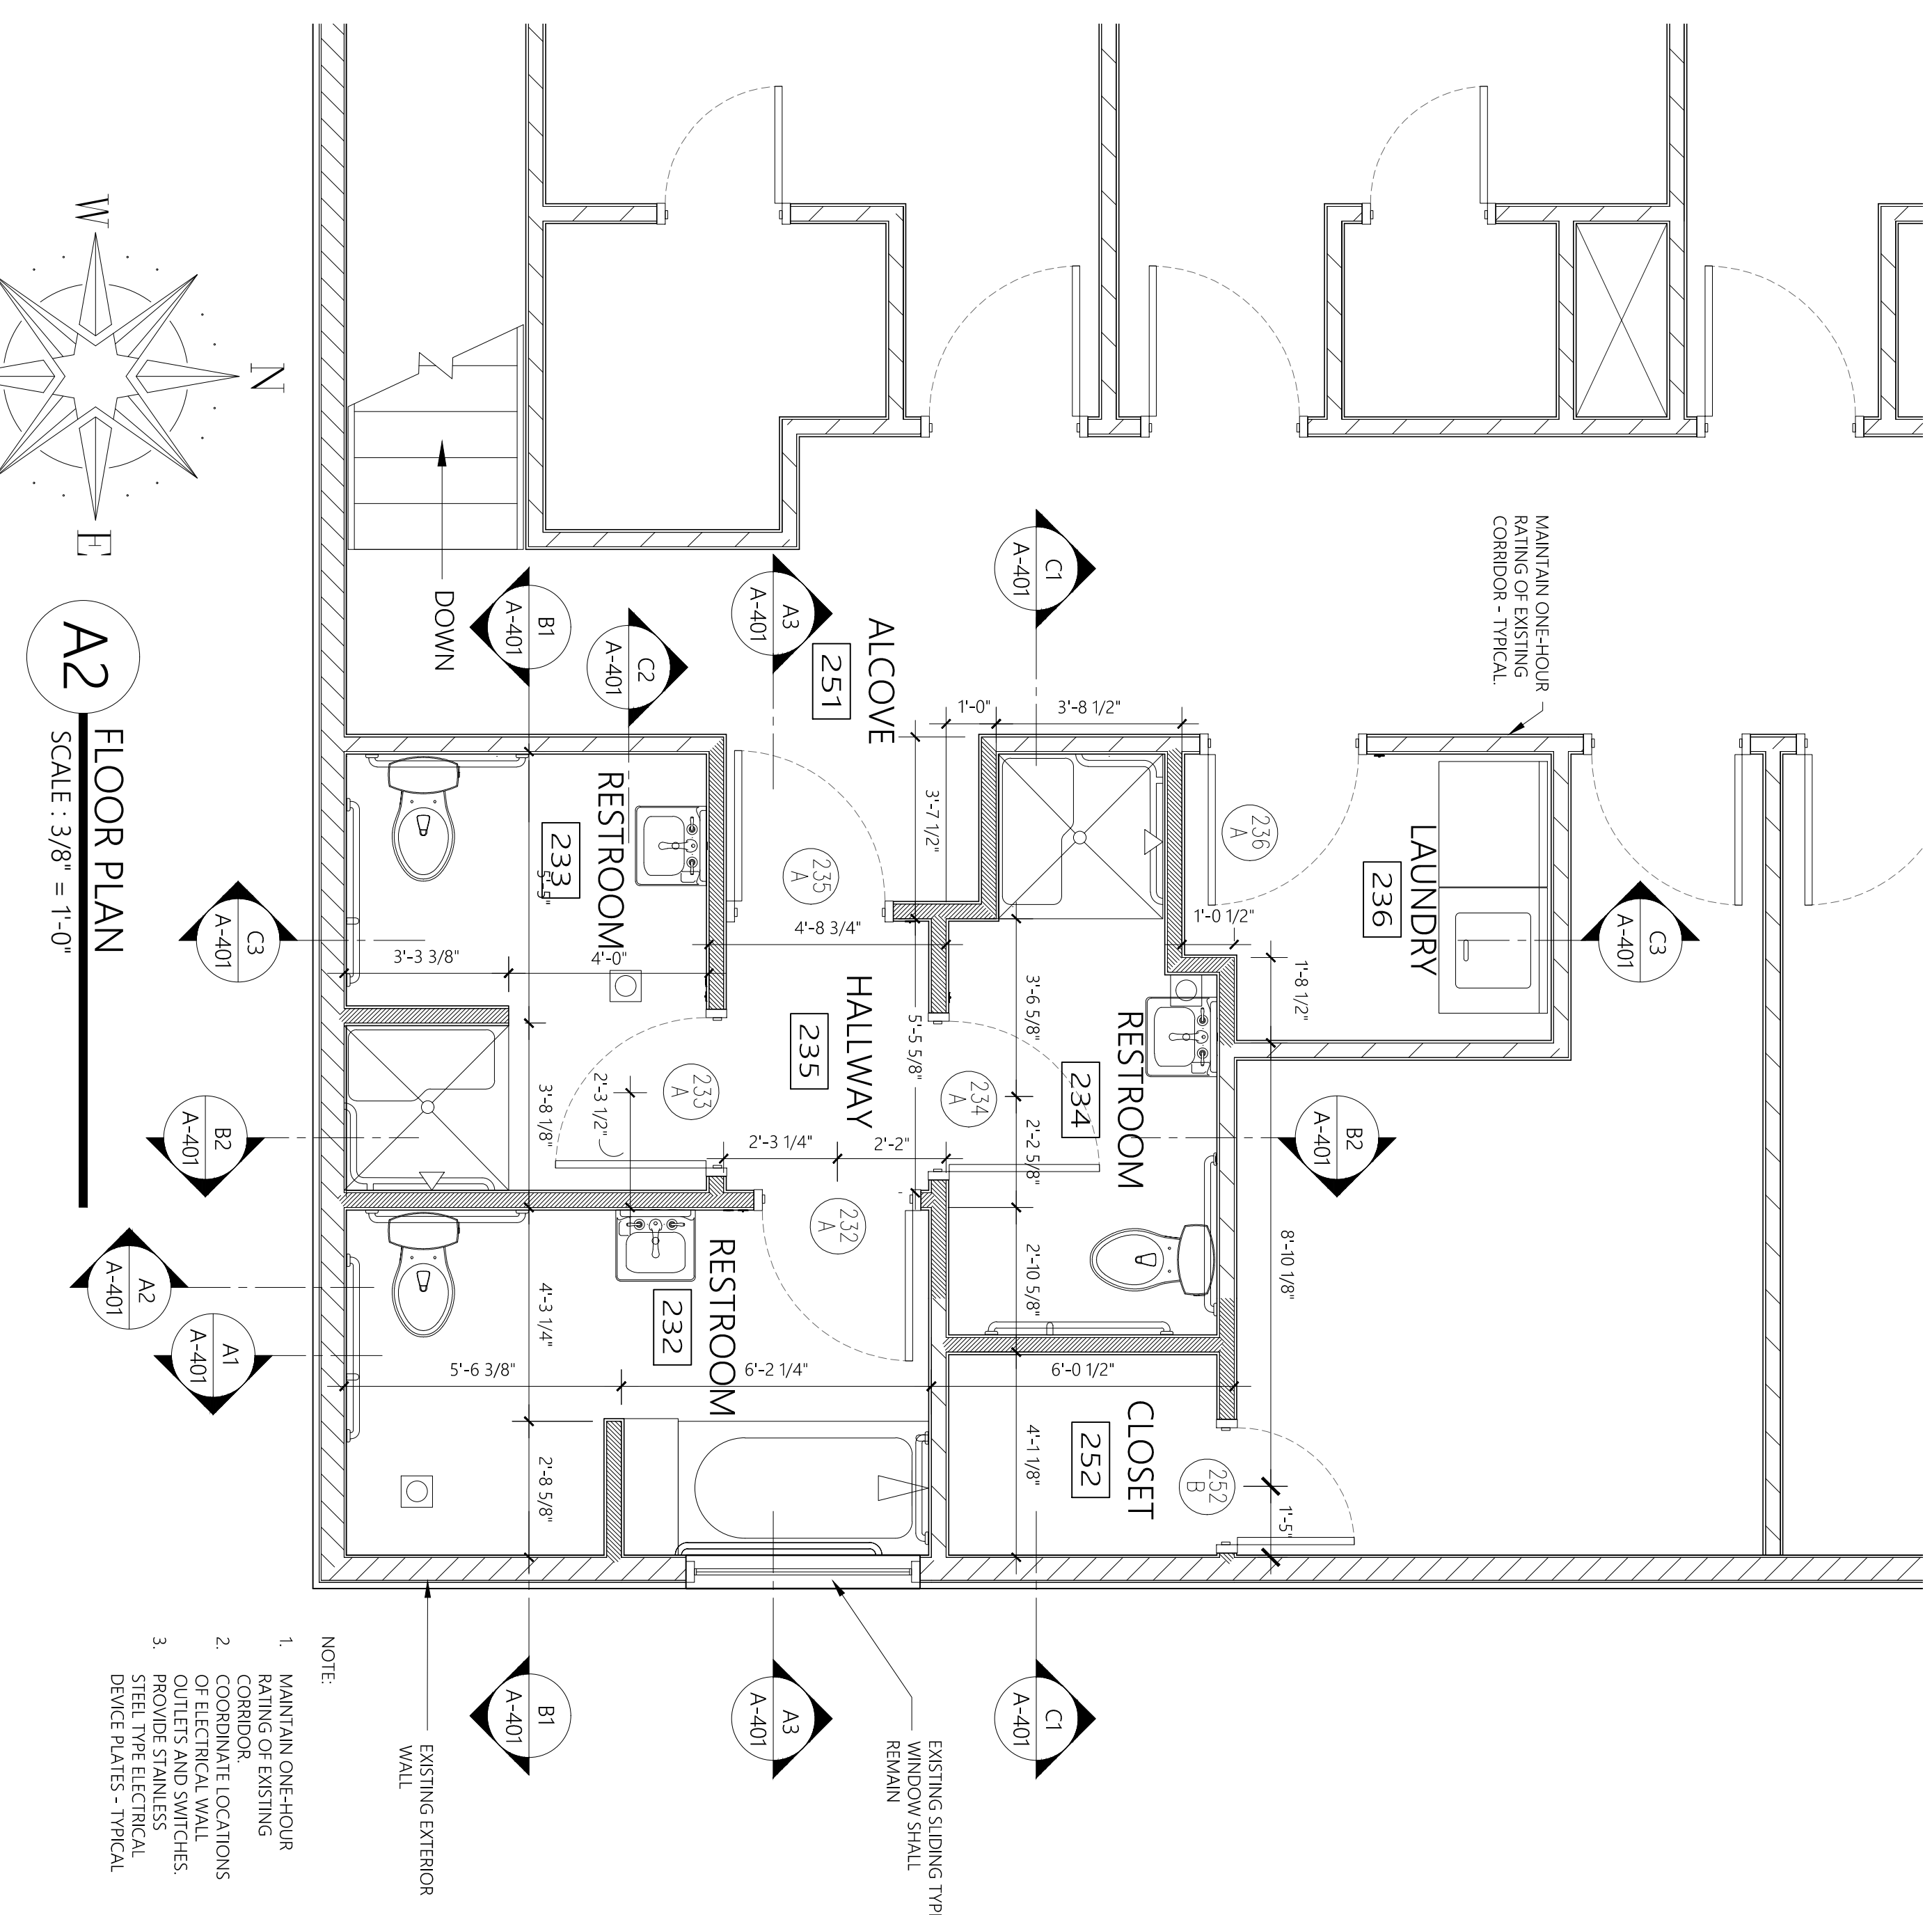 MAINTAIN ONE-HOUR
RATING OF EXISTING
CORRIDOR - TYPICAL.
W
N
E
A2
FLOOR PLAN
SCALE : 3/8" = 1'-0"
DOWN
B1
A-401
C2
A-401
A3
A-401
C1
A-401
ALCOVE
251
1'-0"
3'-8 1/2"
3'-7 1/2"
RESTROOM
233
5'-5"
3'-3 3/8"
4'-0"
4'-8 3/4"
235
A
236
A
1'-0 1/2"
LAUNDRY
236
C3
A-401
C3
A-401
1'-8 1/2"
3'-6 5/8"
5'-5 5/8"
HALLWAY
235
RESTROOM
234
233
A
234
A
2'-3 1/2"
3'-8 1/8"
2'-3 1/4"
2'-2"
2'-2 5/8"
B2
A-401
B2
A-401
232
A
RESTROOM
232
4'-3 1/4"
2'-10 5/8"
8'-10 1/8"
A2
A-401
A1
A-401
5'-6 3/8"
6'-2 1/4"
6'-0 1/2"
CLOSET
252
252
B
4'-1 1/8"
2'-8 5/8"
1'-5"
B1
A-401
A3
A-401
C1
A-401
EXISTING SLIDING TYP
WINDOW SHALL
REMAIN
EXISTING EXTERIOR
WALL
NOTE:
1. MAINTAIN ONE-HOUR
RATING OF EXISTING
CORRIDOR.
2. COORDINATE LOCATIONS
OF ELECTRICAL WALL
OUTLETS AND SWITCHES.
3. PROVIDE STAINLESS
STEEL TYPE ELECTRICAL
DEVICE PLATES - TYPICAL